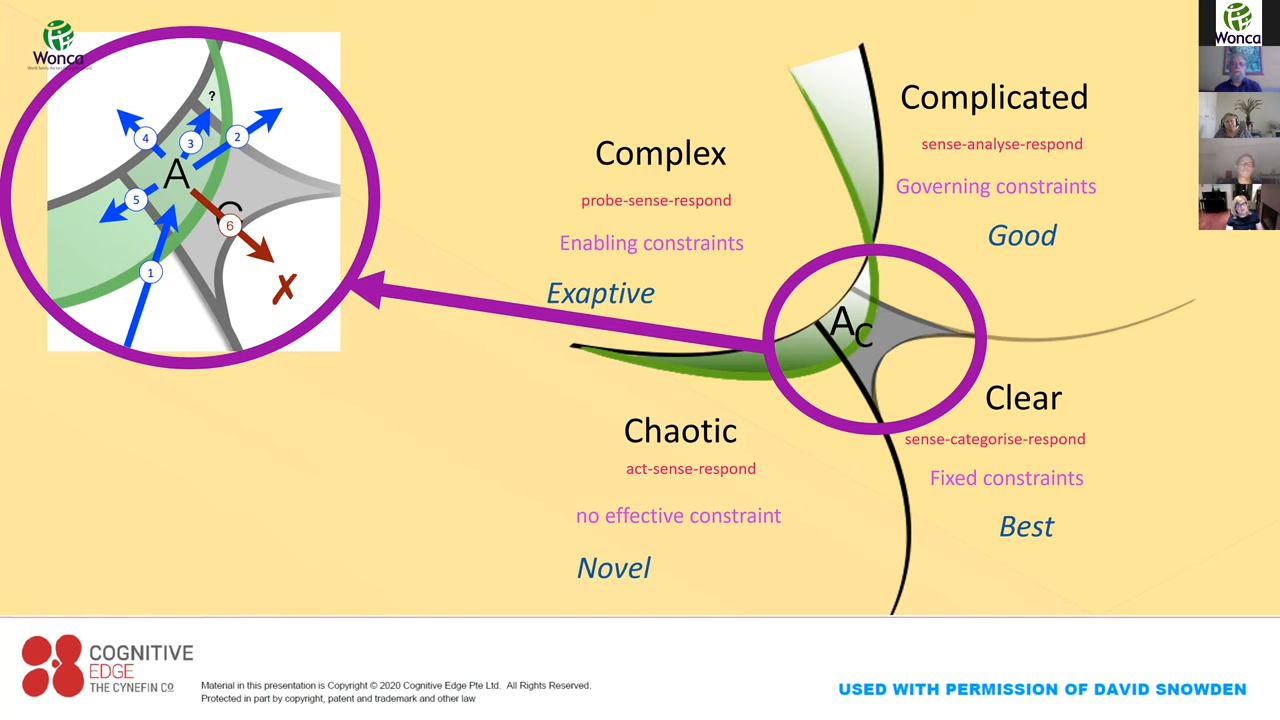 Wonca
?
4
3
2
A
5
C
6
1
✗
Complex
probe-sense-respond
Enabling constraints
Exaptive
Complicated
sense-analyse-respond
Governing constraints
Good
A
C
Chaotic
act-sense-respond
no effective constraint
Novel
Clear
sense-categorise-respond
Fixed constraints
Best
Wonca
COGNITIVE
EDGE
THE CYNEFIN CO
Material in this presentation is Copyright © 2020 Cognitive Edge Pte Ltd. All Rights Reserved.
Protected in part by copyright, patent and trademark and other law
USED WITH PERMISSION OF DAVID SNOWDEN